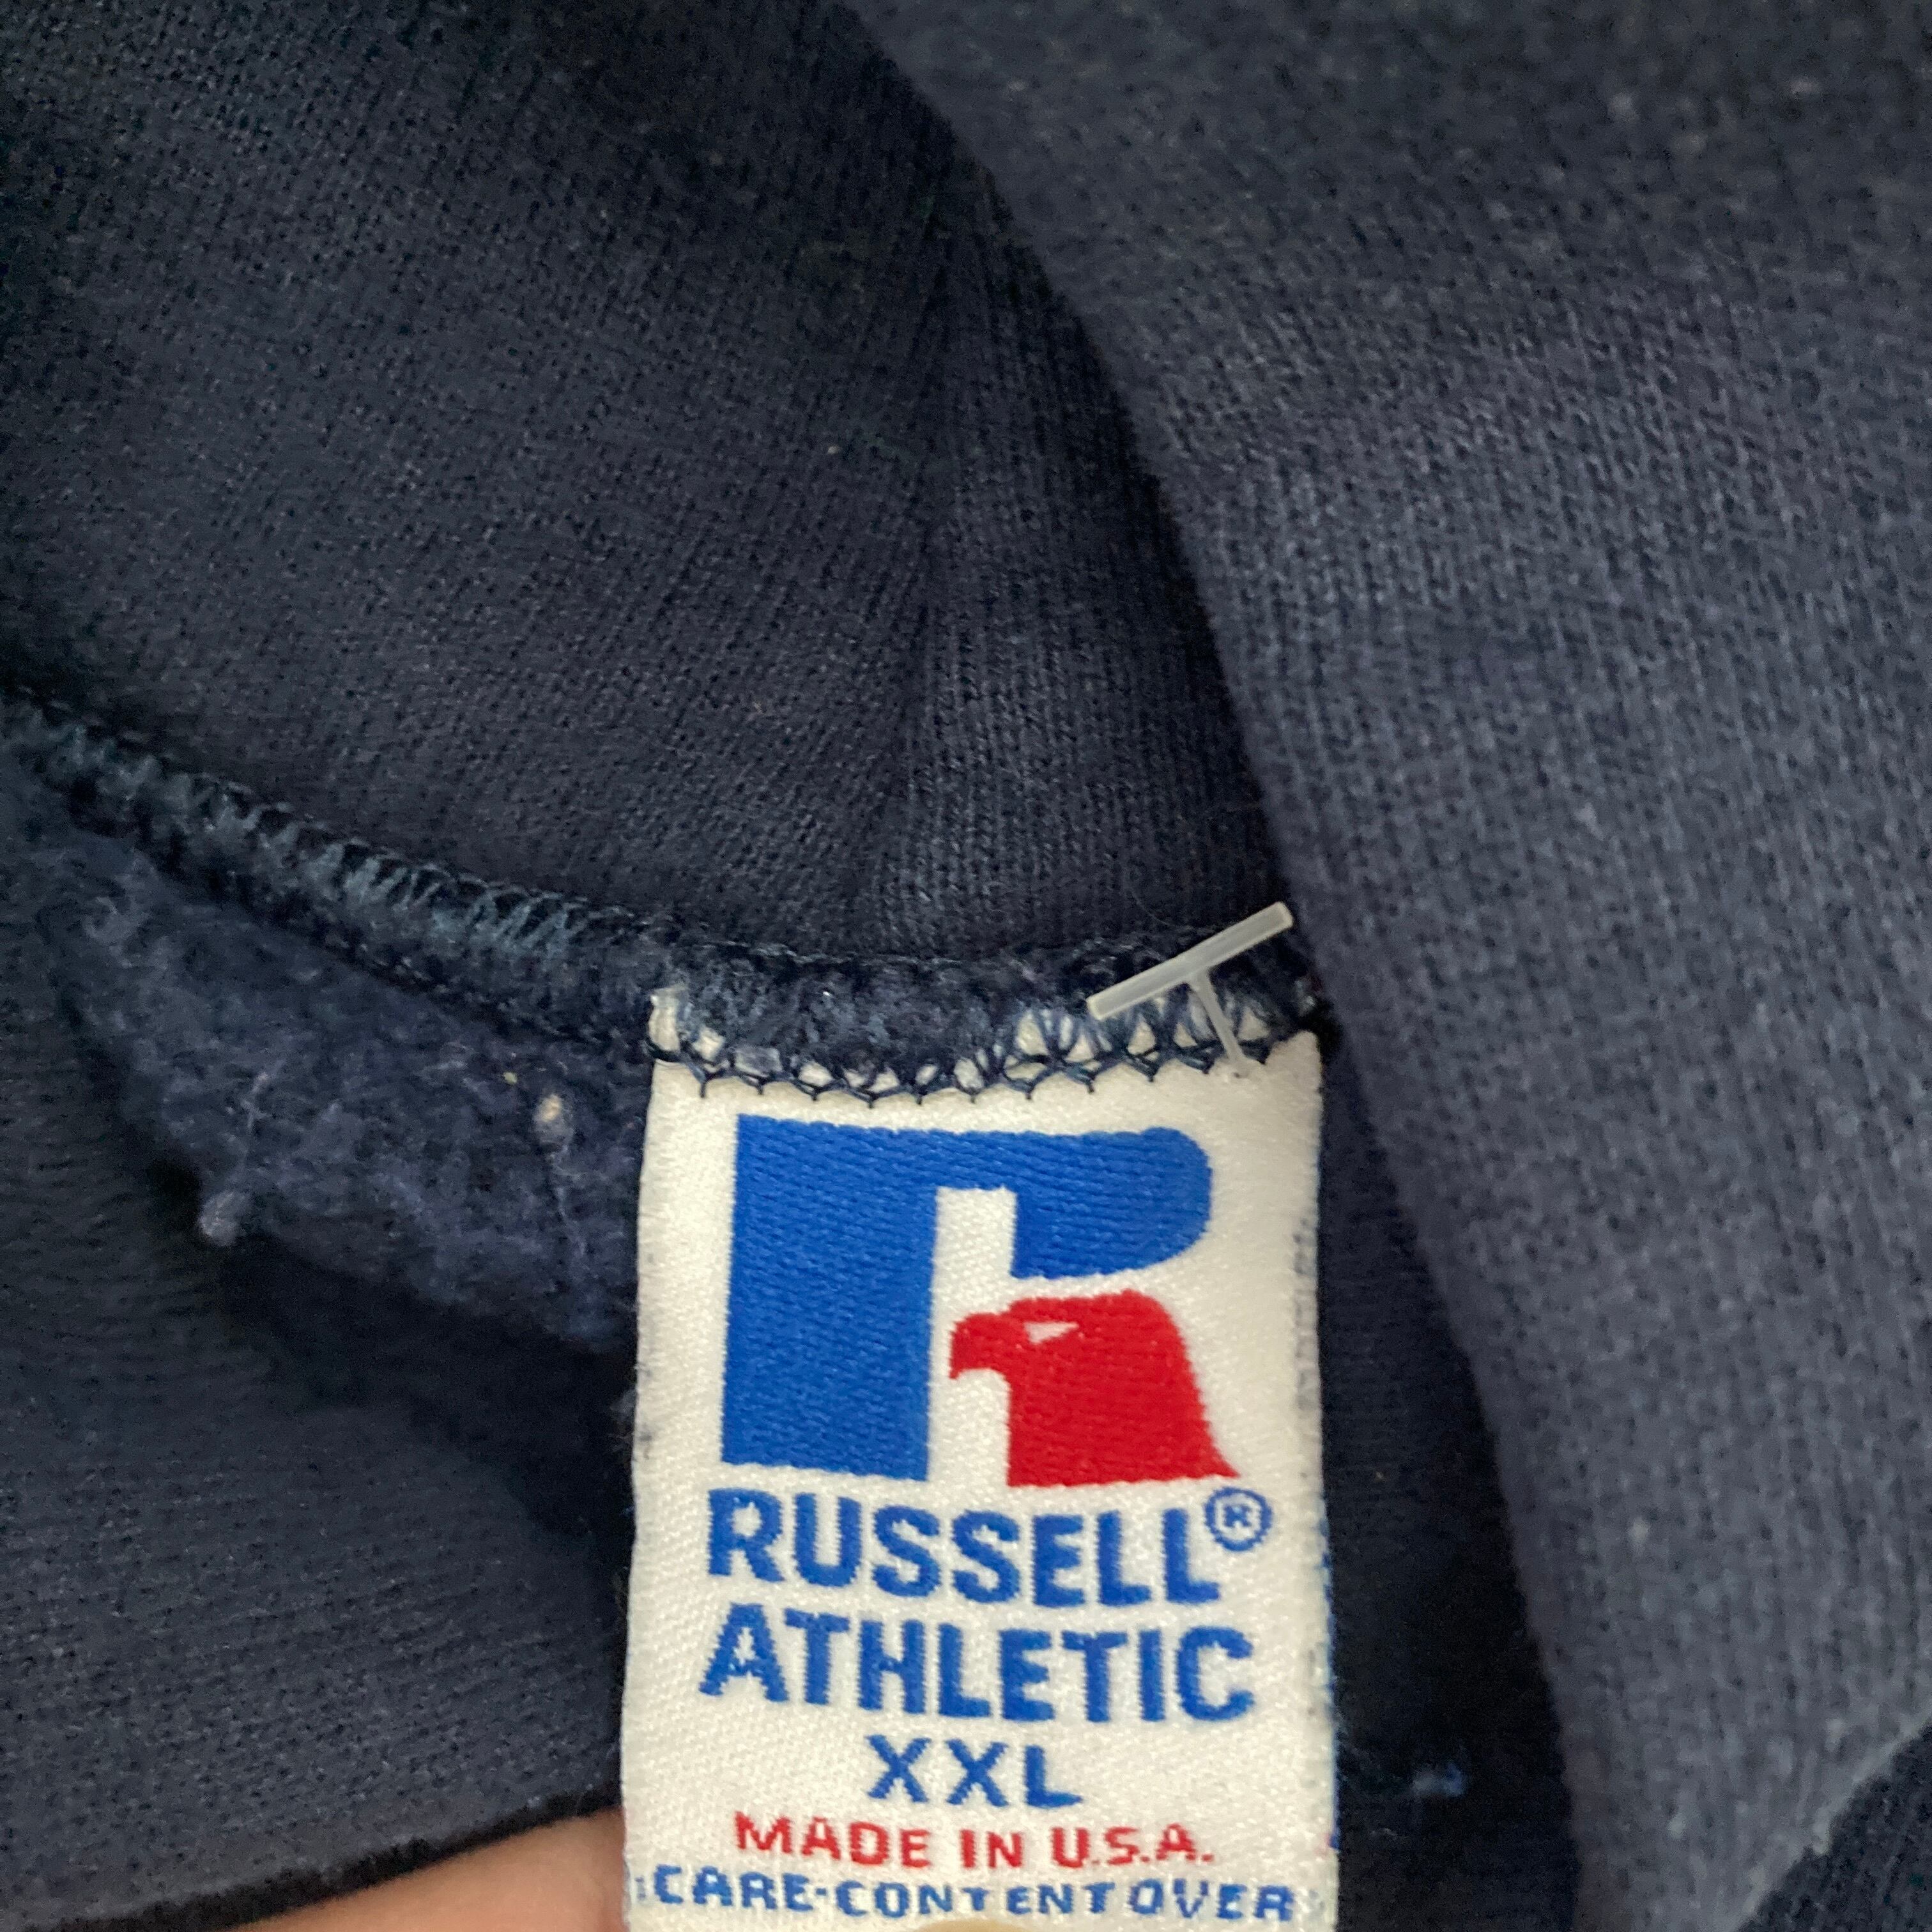 RUSSELL®
ATHLETIC
XXL
MADE IN U.S.A.
CARE-CONTENT OVER